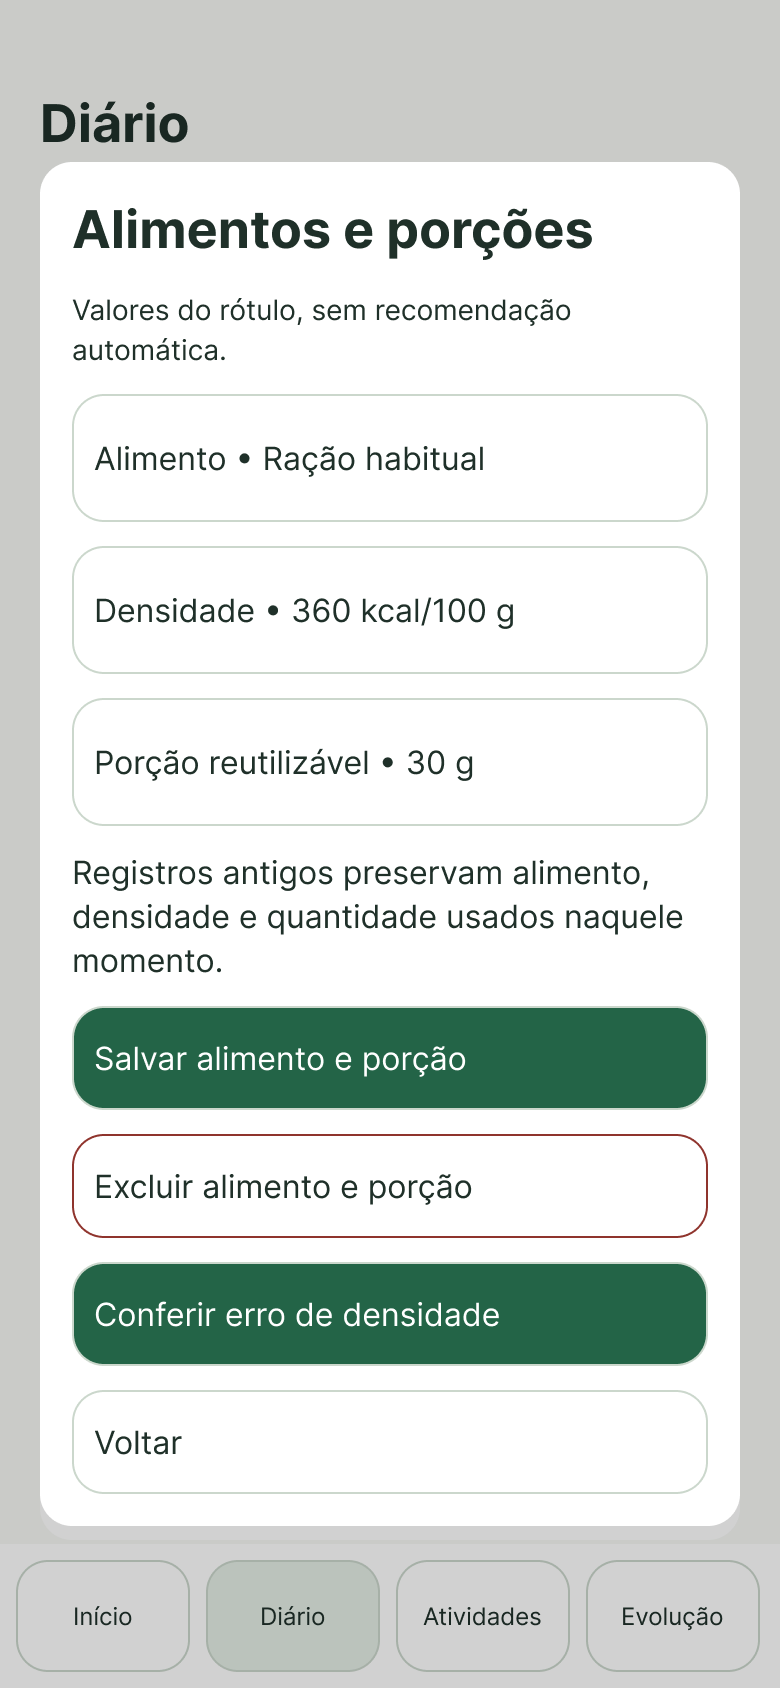 Diário
Alimentos e porções
Valores do rótulo, sem recomendação
automática.
Alimento • Ração habitual
Densidade • 360 kcal/100 g
Porção reutilizável • 30 g
Registros antigos preservam alimento,
densidade e quantidade usados naquele
momento.
Salvar alimento e porção
Excluir alimento e porção
Conferir erro de densidade
Voltar
Início
Diário
Atividades
Evolução